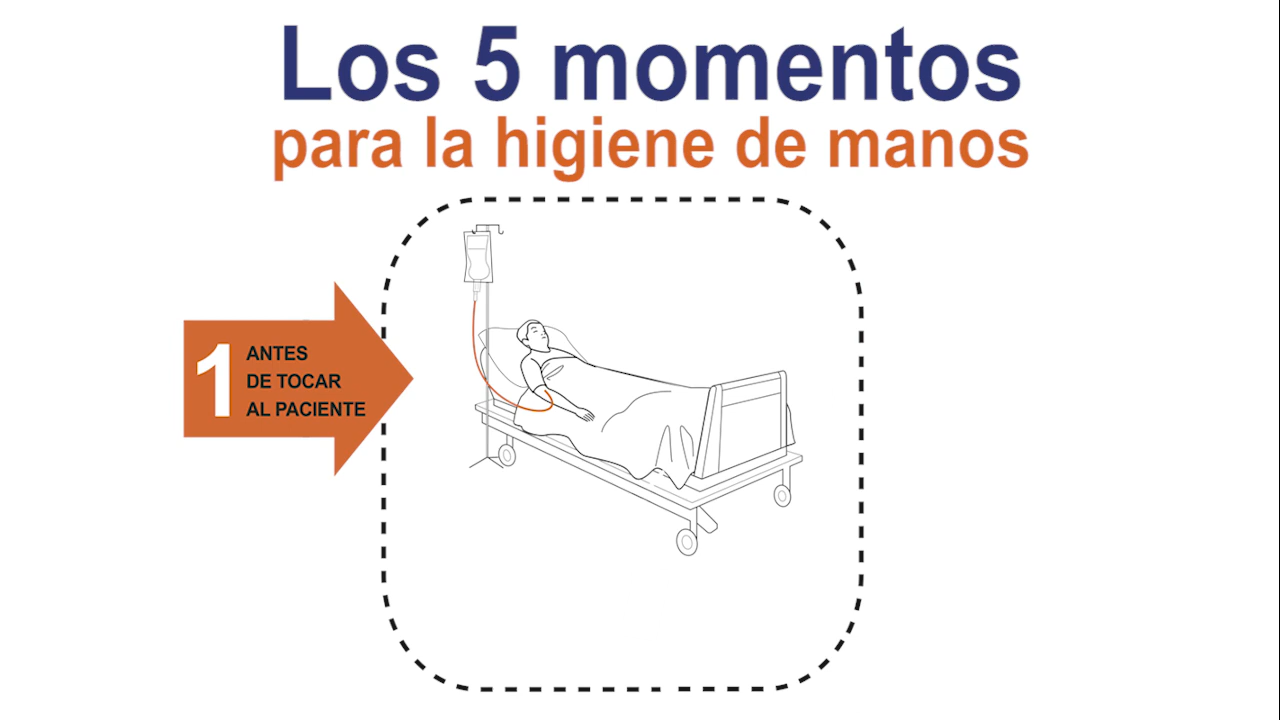 Los 5 momentos
para la higiene de manos
1
ANTES
DE TOCAR
AL PACIENTE